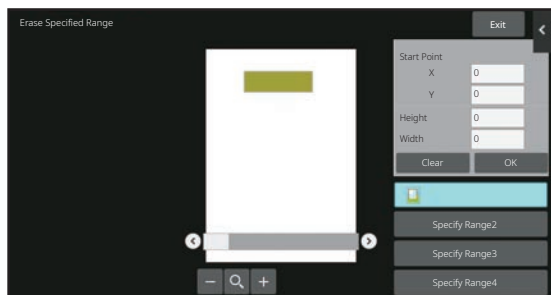 Erase Specified Range
Exit
Start Point
X 0
Y 0
Height 0
Width 0
Clear OK
Specify Range2
Specify Range3
Specify Range4